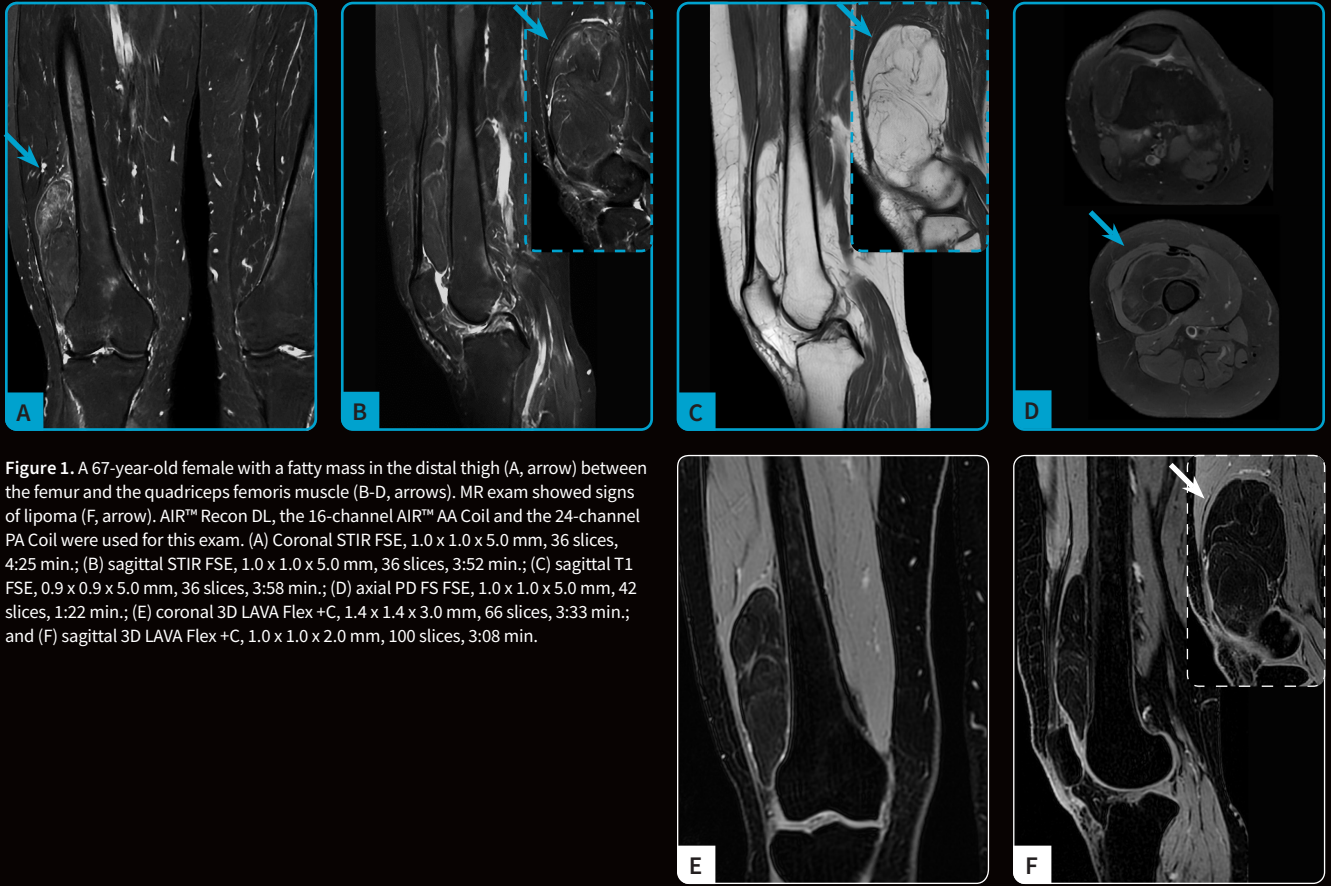 A
B
C
D
Figure 1. A 67-year-old female with a fatty mass in the distal thigh (A, arrow) between
the femur and the quadriceps femoris muscle (B-D, arrows). MR exam showed signs
of lipoma (F, arrow). AIR™ Recon DL, the 16-channel AIR™ AA Coil and the 24-channel
PA Coil were used for this exam. (A) Coronal STIR FSE, 1.0 x 1.0 x 5.0 mm, 36 slices,
4:25 min.; (B) sagittal STIR FSE, 1.0 x 1.0 x 5.0 mm, 36 slices, 3:52 min.; (C) sagittal T1
FSE, 0.9 x 0.9 x 5.0 mm, 36 slices, 3:58 min.; (D) axial PD FS FSE, 1.0 x 1.0 x 5.0 mm, 42
slices, 1:22 min.; (E) coronal 3D LAVA Flex +C, 1.4 x 1.4 x 3.0 mm, 66 slices, 3:33 min.;
and (F) sagittal 3D LAVA Flex +C, 1.0 x 1.0 x 2.0 mm, 100 slices, 3:08 min.
E
F